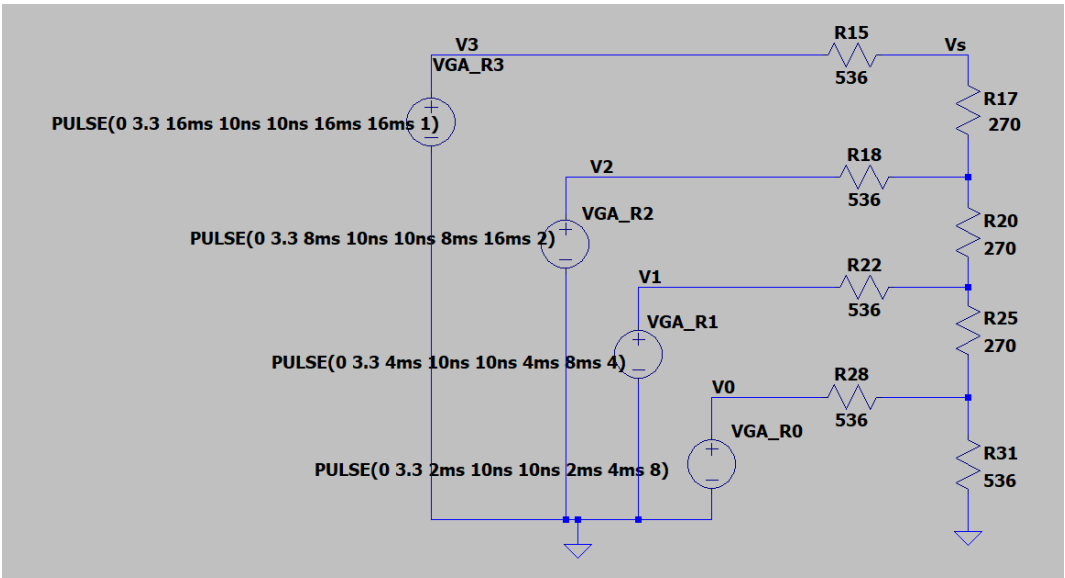 R15
V3
Vs
VGA_R3
536
R17
270
PULSE(0 3.3 16ms 10ns 10ns 16ms 16ms 1)
R18
V2
536
VGA_R2
R20
PULSE(0 3.3 8ms 10ns 10ns 8ms 16ms 2)
270
R22
V1
536
VGA_R1
R25
270
PULSE(0 3.3 4ms 10ns 10ns 4ms 8ms 4)
R28
V0
536
VGA_R0
R31
PULSE(0 3.3 2ms 10ns 10ns 2ms 4ms 8)
536